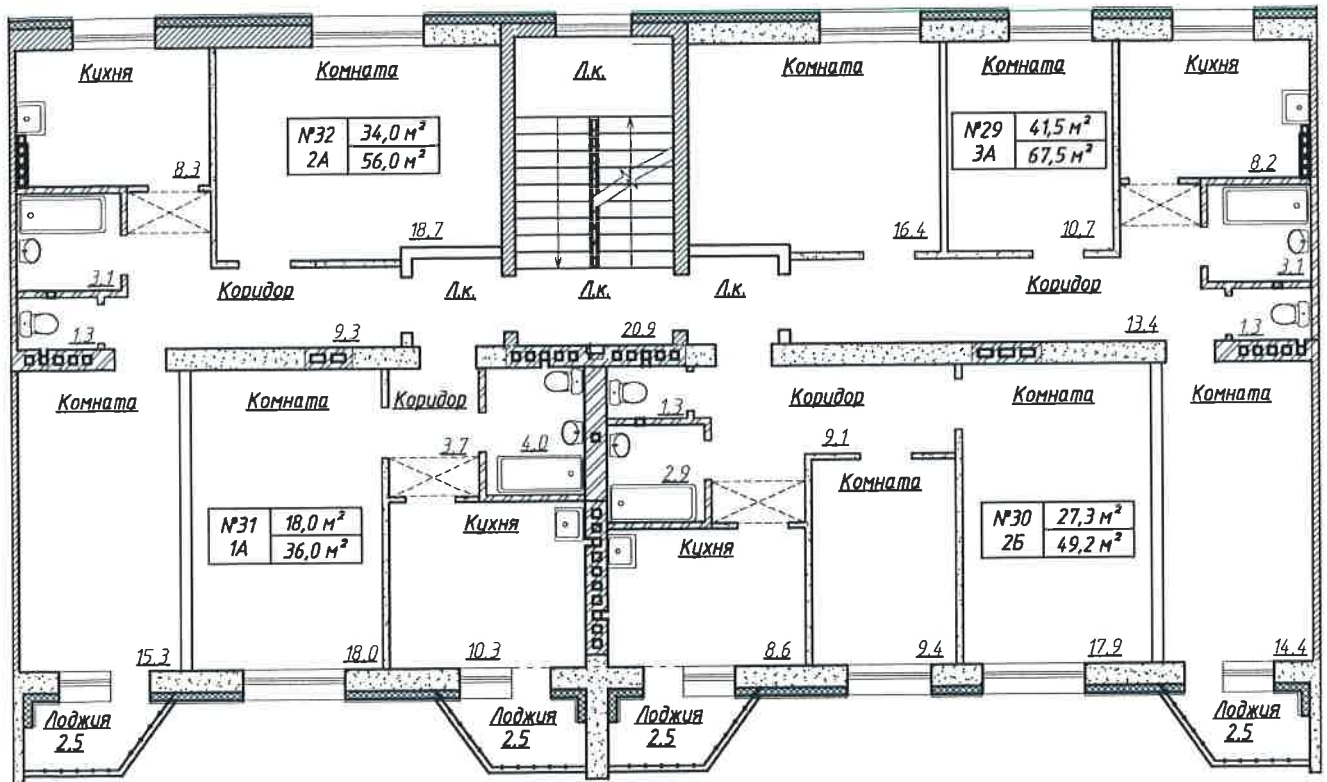 Кухня
Комната
Л.к.
Комната
Комната
Кухня
№32 34,0 м²
2А 56,0 м²
№29 41,5 м²
3А 67,5 м²
8.3
8.2
18.7
16.4
10.7
3.1
3.1
Коридор
Л.к.
Л.к.
Л.к.
Коридор
1.3
9.3
20.9
13.4
1.3
Комната
Комната
Коридор
1.3
Коридор
Комната
Комната
3.7
4.0
2.9
9.1
Комната
№31 18,0 м²
1А 36,0 м²
Кухня
Кухня
№30 27,3 м²
2Б 49,2 м²
15.3
18.0
10.3
8.6
9.4
17.9
14.4
Лоджия
2.5
Лоджия
2.5
Лоджия
2.5
Лоджия
2.5